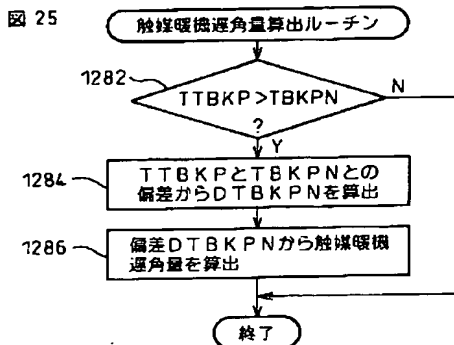 図 25
触媒暖機遅角量算出ルーチン
1282
TTBKP>TBKPN
?
N
Y
1284
TTBKPとTBKPNとの
偏差からDTBKPNを算出
1286
偏差DTBKPNから触媒暖機
遅角量を算出
終了